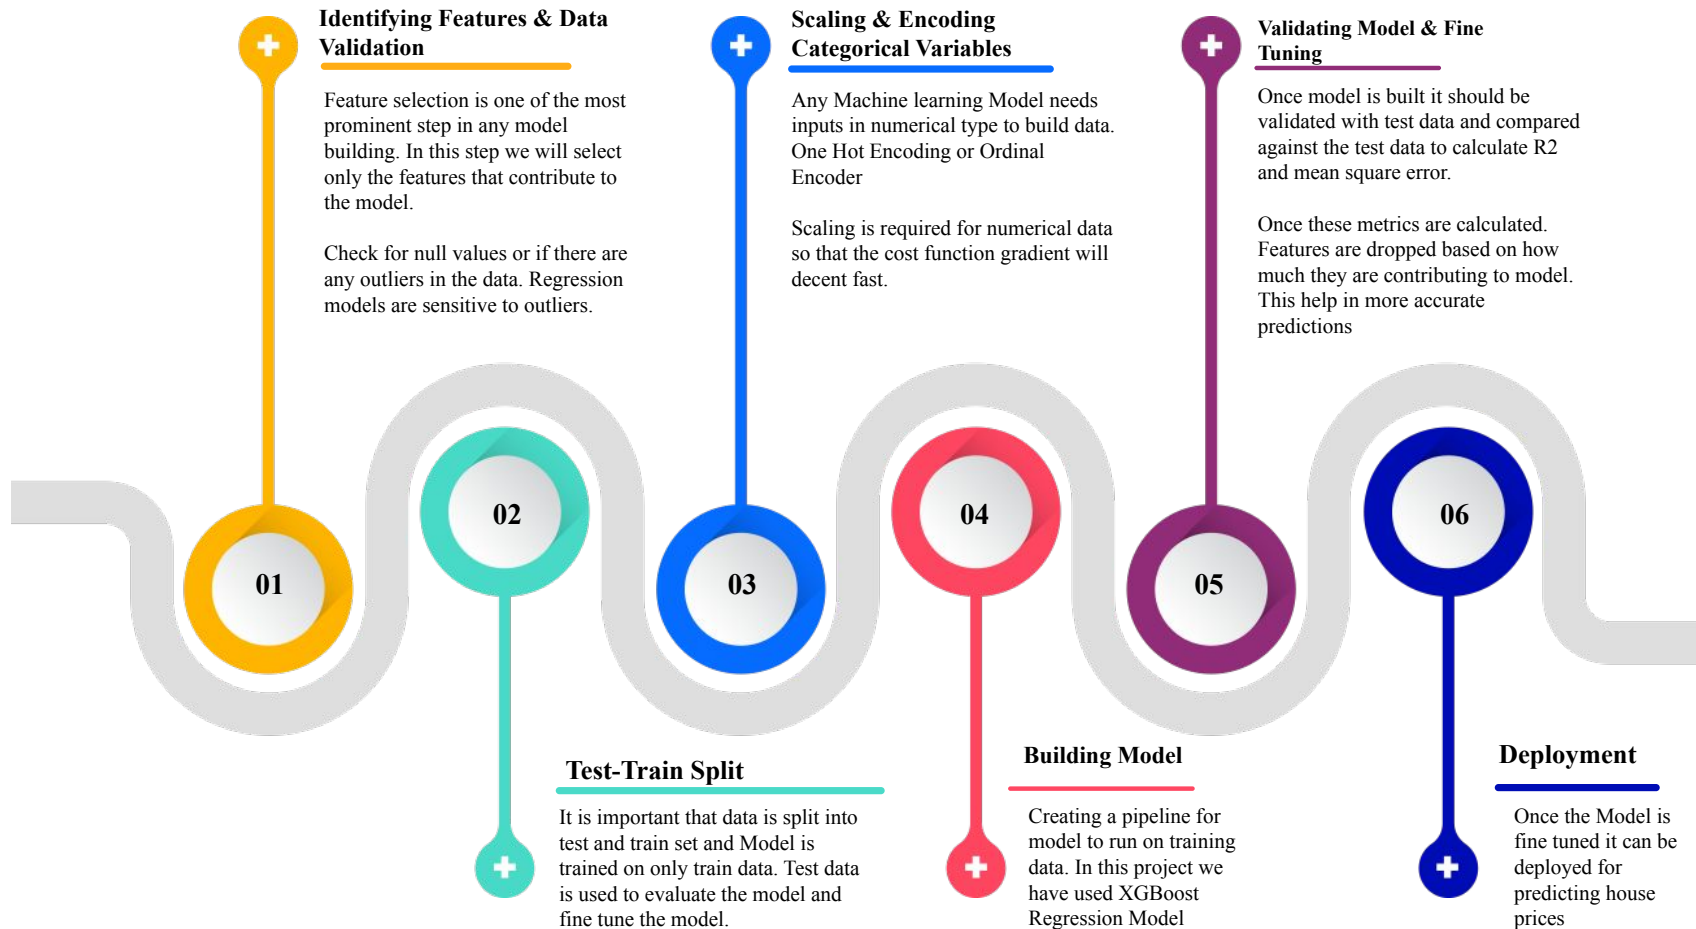 Identifying Features & Data
Validation
Feature selection is one of the most
prominent step in any model
building. In this step we will select
only the features that contribute to
the model.
Check for null values or if there are
any outliers in the data. Regression
models are sensitive to outliers.
01
02
Test-Train Split
It is important that data is split into
test and train set and Model is
trained on only train data. Test data
is used to evaluate the model and
fine tune the model.
Scaling & Encoding
Categorical Variables
Any Machine learning Model needs
inputs in numerical type to build data.
One Hot Encoding or Ordinal
Encoder
Scaling is required for numerical data
so that the cost function gradient will
decent fast.
03
04
Building Model
Creating a pipeline for
model to run on training
data. In this project we
have used XGBoost
Regression Model
Validating Model & Fine
Tuning
Once model is built it should be
validated with test data and compared
against the test data to calculate R2
and mean square error.
Once these metrics are calculated.
Features are dropped based on how
much they are contributing to model.
This help in more accurate
predictions
05
06
Deployment
Once the Model is
fine tuned it can be
deployed for
predicting house
prices